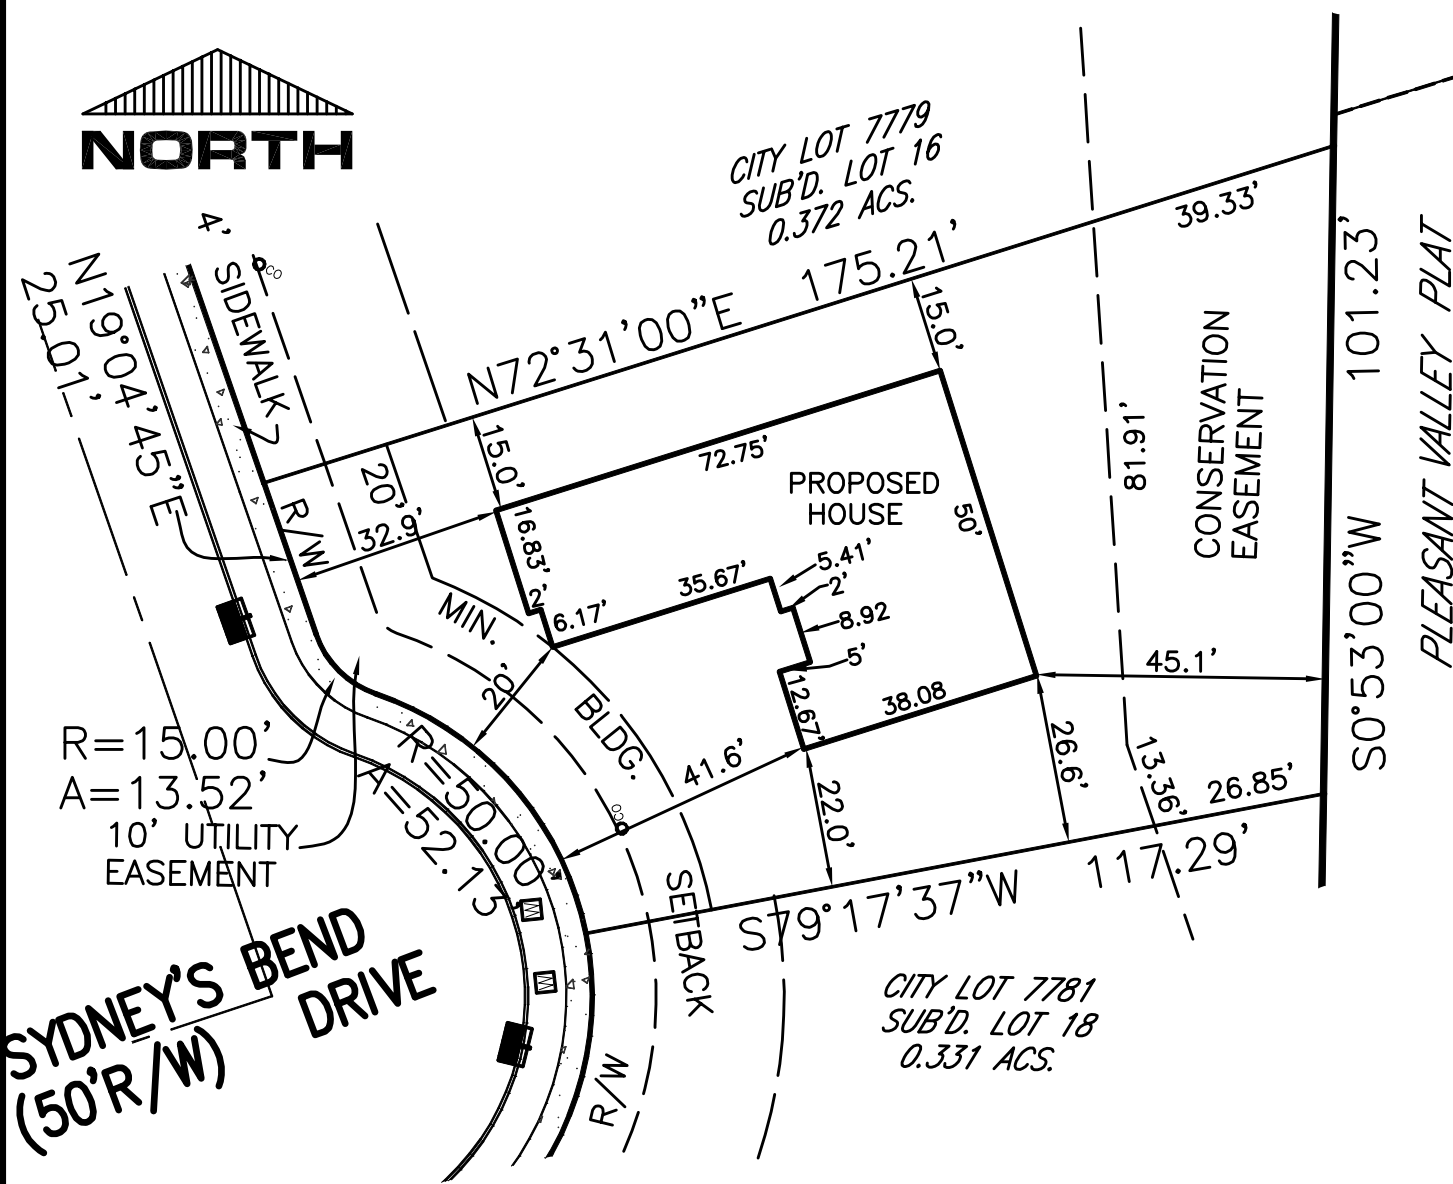 NORTH
CITY LOT 7779
SUB'D. LOT 16
0.372 ACS.
N72°31'00"E 175.21'
39.33'
4' SIDEWALK
CO
N19°04'45"E
25.01'
R/W
20'
32.9'
15.0'
15.0'
72.75'
PROPOSED
HOUSE
50'
16.83'
2'
6.17'
35.67'
5.41'
2'
8.92
5'
12.67'
38.08
81.91'
CONSERVATION
EASEMENT
101.23'
S0°53'00"W
PLEASANT VALLEY PLAT
45.1'
26.6'
13.36'
26.85'
22.0'
41.6'
20'
MIN.
BLDG.
SETBACK
CO
R=15.00'
A=13.52'
10' UTILITY
EASEMENT
R=50.00
A=52.13'
S79°17'37"W 117.29'
SYDNEY'S BEND
DRIVE
(50'R/W)
R/W
W
W
CITY LOT 7781
SUB'D. LOT 18
0.331 ACS.